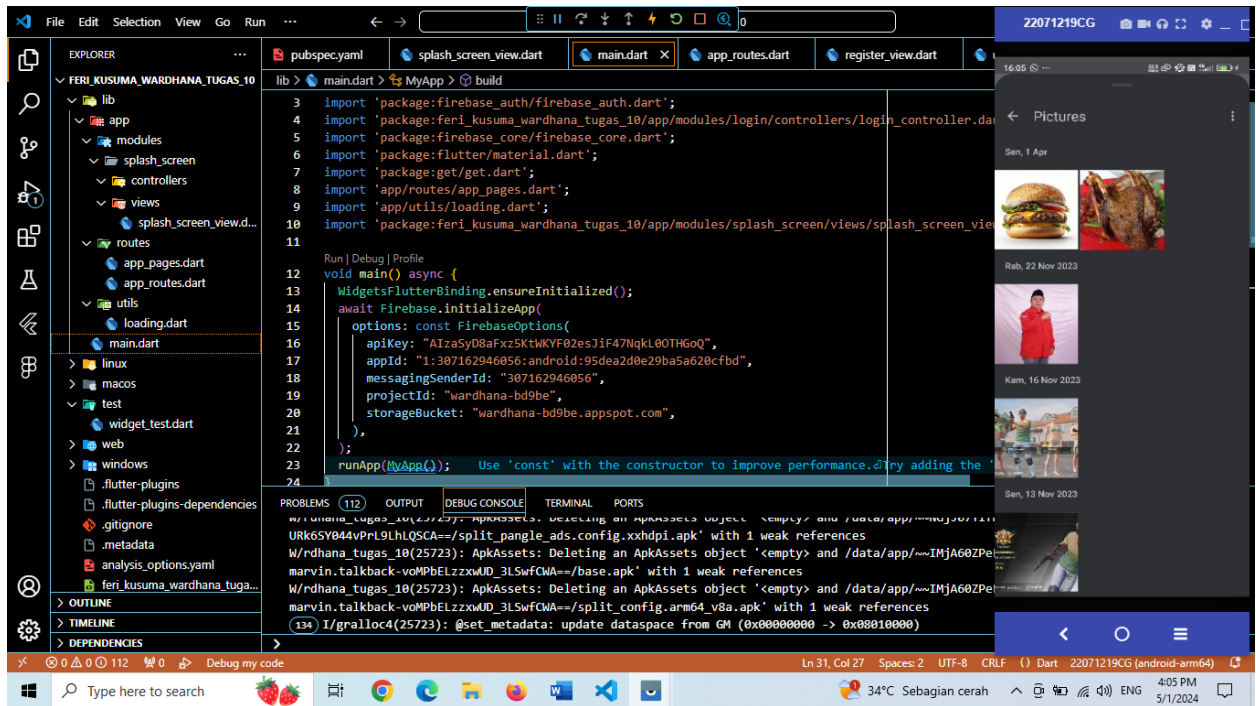 File Edit Selection View Go Run ···
22071219CG
EXPLORER ···
pubspec.yaml
splash_screen_view.dart
main.dart
app_routes.dart
register_view.dart
FERI_KUSUMA_WARDHANA_TUGAS_10
lib > main.dart > MyApp > build
lib
app
modules
splash_screen
controllers
views
splash_screen_view.d...
routes
app_pages.dart
app_routes.dart
utils
loading.dart
main.dart
linux
macos
test
widget_test.dart
web
windows
.flutter-plugins
.flutter-plugins-dependencies
.gitignore
.metadata
analysis_options.yaml
feri_kusuma_wardhana_tuga...
OUTLINE
TIMELINE
DEPENDENCIES
3 import 'package:firebase_auth/firebase_auth.dart';
4 import 'package:feri_kusuma_wardhana_tugas_10/app/modules/login/controllers/login_controller.da
5 import 'package:firebase_core/firebase_core.dart';
6 import 'package:flutter/material.dart';
7 import 'package:get/get.dart';
8 import 'app/routes/app_pages.dart';
9 import 'app/utils/loading.dart';
10 import 'package:feri_kusuma_wardhana_tugas_10/app/modules/splash_screen/views/splash_screen_vie
11
Run | Debug | Profile
12 void main() async {
13 WidgetsFlutterBinding.ensureInitialized();
14 await Firebase.initializeApp(
15 options: const FirebaseOptions(
16 apiKey: "AIzaSyD8aFxz5KtWKYF02esJiF47NqkL0OTHGoQ",
17 appId: "1:307162946056:android:95dea2d0e29ba5a620cfbd",
18 messagingSenderId: "307162946056",
19 projectId: "wardhana-bd9be",
20 storageBucket: "wardhana-bd9be.appspot.com",
21 ),
22 );
23 runApp(MyApp()); Use 'const' with the constructor to improve performance.⏎Try adding the '
24 }
PROBLEMS 112 OUTPUT DEBUG CONSOLE TERMINAL PORTS
URk6SY044vPrL9LhLQSCA==/split_pangle_ads.config.xxhdpi.apk' with 1 weak references
W/rdhana_tugas_10(25723): ApkAssets: Deleting an ApkAssets object '<empty> and /data/app/~~IMjA60ZPe
marvin.talkback-voMPbELzzxwUD_3LSwfCWA==/base.apk' with 1 weak references
W/rdhana_tugas_10(25723): ApkAssets: Deleting an ApkAssets object '<empty> and /data/app/~~IMjA60ZPe
marvin.talkback-voMPbELzzxwUD_3LSwfCWA==/split_config.arm64_v8a.apk' with 1 weak references
134 I/gralloc4(25723): @set_metadata: update dataspace from GM (0x00000000 -> 0x08010000)
16:05
Pictures
Sen, 1 Apr
Rab, 22 Nov 2023
Kam, 16 Nov 2023
Sen, 13 Nov 2023
0 0 112 0 Debug my code
Ln 31, Col 27 Spaces: 2 UTF-8 CRLF {} Dart 22071219CG (android-arm64)
Type here to search
34°C Sebagian cerah
ENG
4:05 PM
5/1/2024